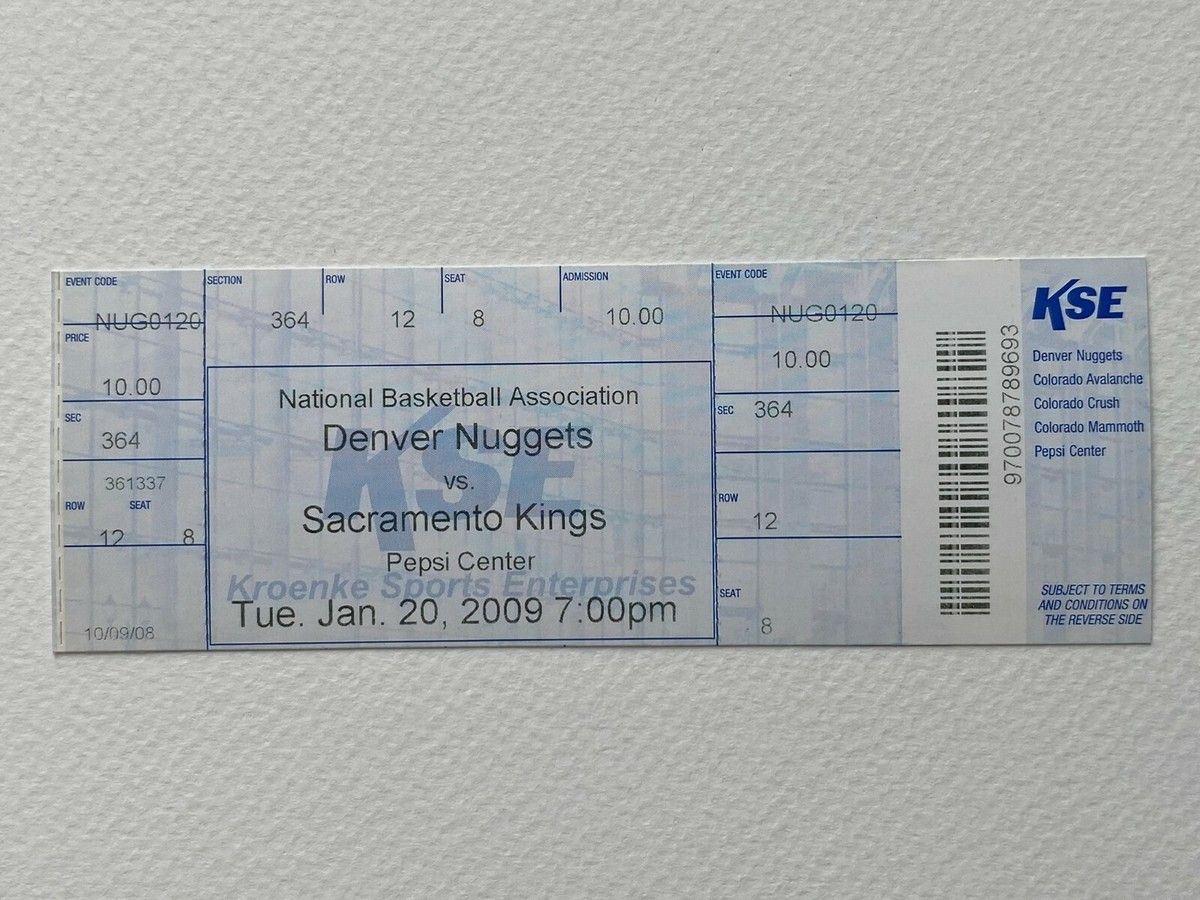 EVENT CODE
NUG0120
PRICE
10.00
SEC
364
361337
ROW SEAT
12 8
10/09/08
SECTION ROW SEAT ADMISSION
364 12 8 10.00
National Basketball Association
Denver Nuggets
vs.
Sacramento Kings
Pepsi Center
KSE
Kroenke Sports Enterprises
Tue. Jan. 20, 2009 7:00pm
EVENT CODE
NUG0120
10.00
SEC 364
ROW
12
SEAT
8
9700787789693
KSE
Denver Nuggets
Colorado Avalanche
Colorado Crush
Colorado Mammoth
Pepsi Center
SUBJECT TO TERMS
AND CONDITIONS ON
THE REVERSE SIDE